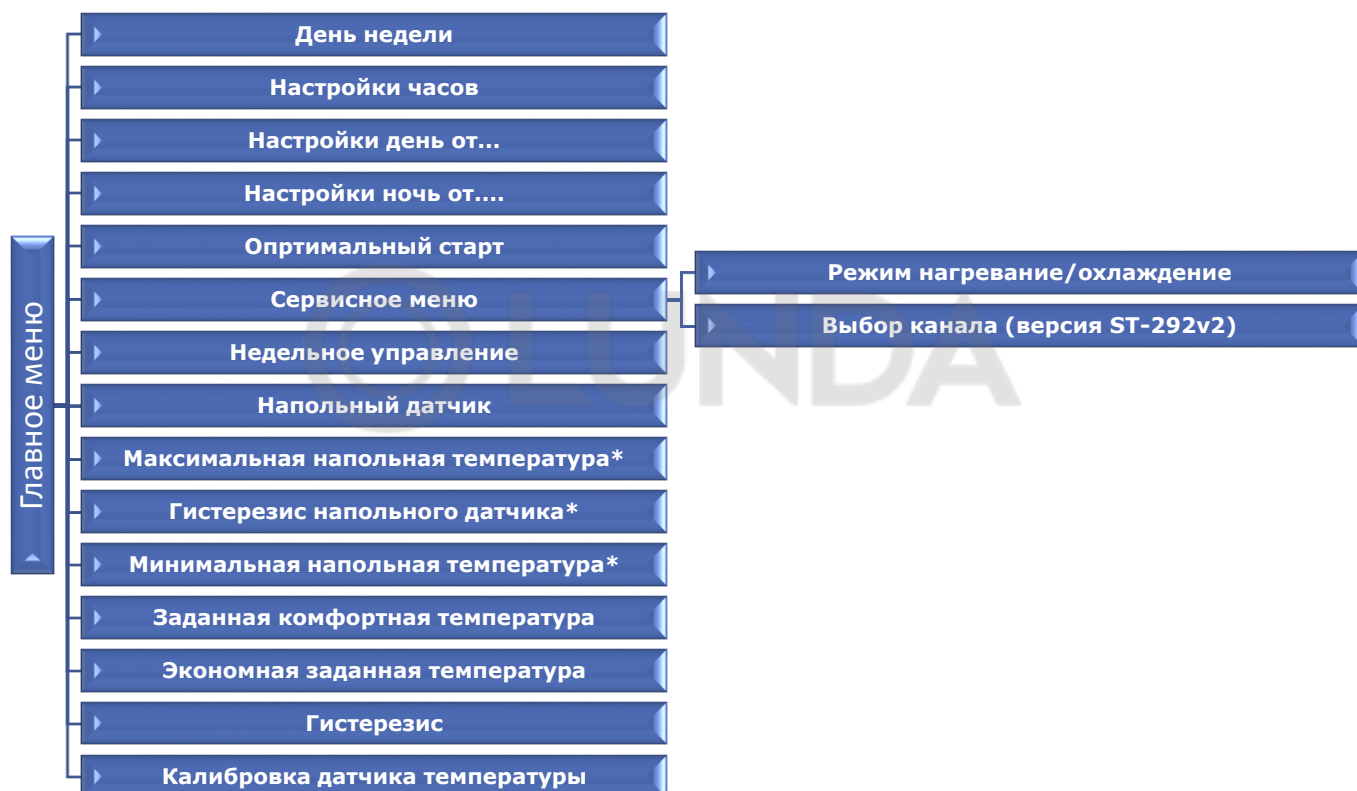 Главное меню
День недели
Настройки часов
Настройки день от...
Настройки ночь от....
Опртимальный старт
Сервисное меню
Режим нагревание/охлаждение
Выбор канала (версия ST-292v2)
Недельное управление
Напольный датчик
Максимальная напольная температура*
Гистерезис напольного датчика*
Минимальная напольная температура*
Заданная комфортная температура
Экономная заданная температура
Гистерезис
Калибровка датчика температуры
LUNDA